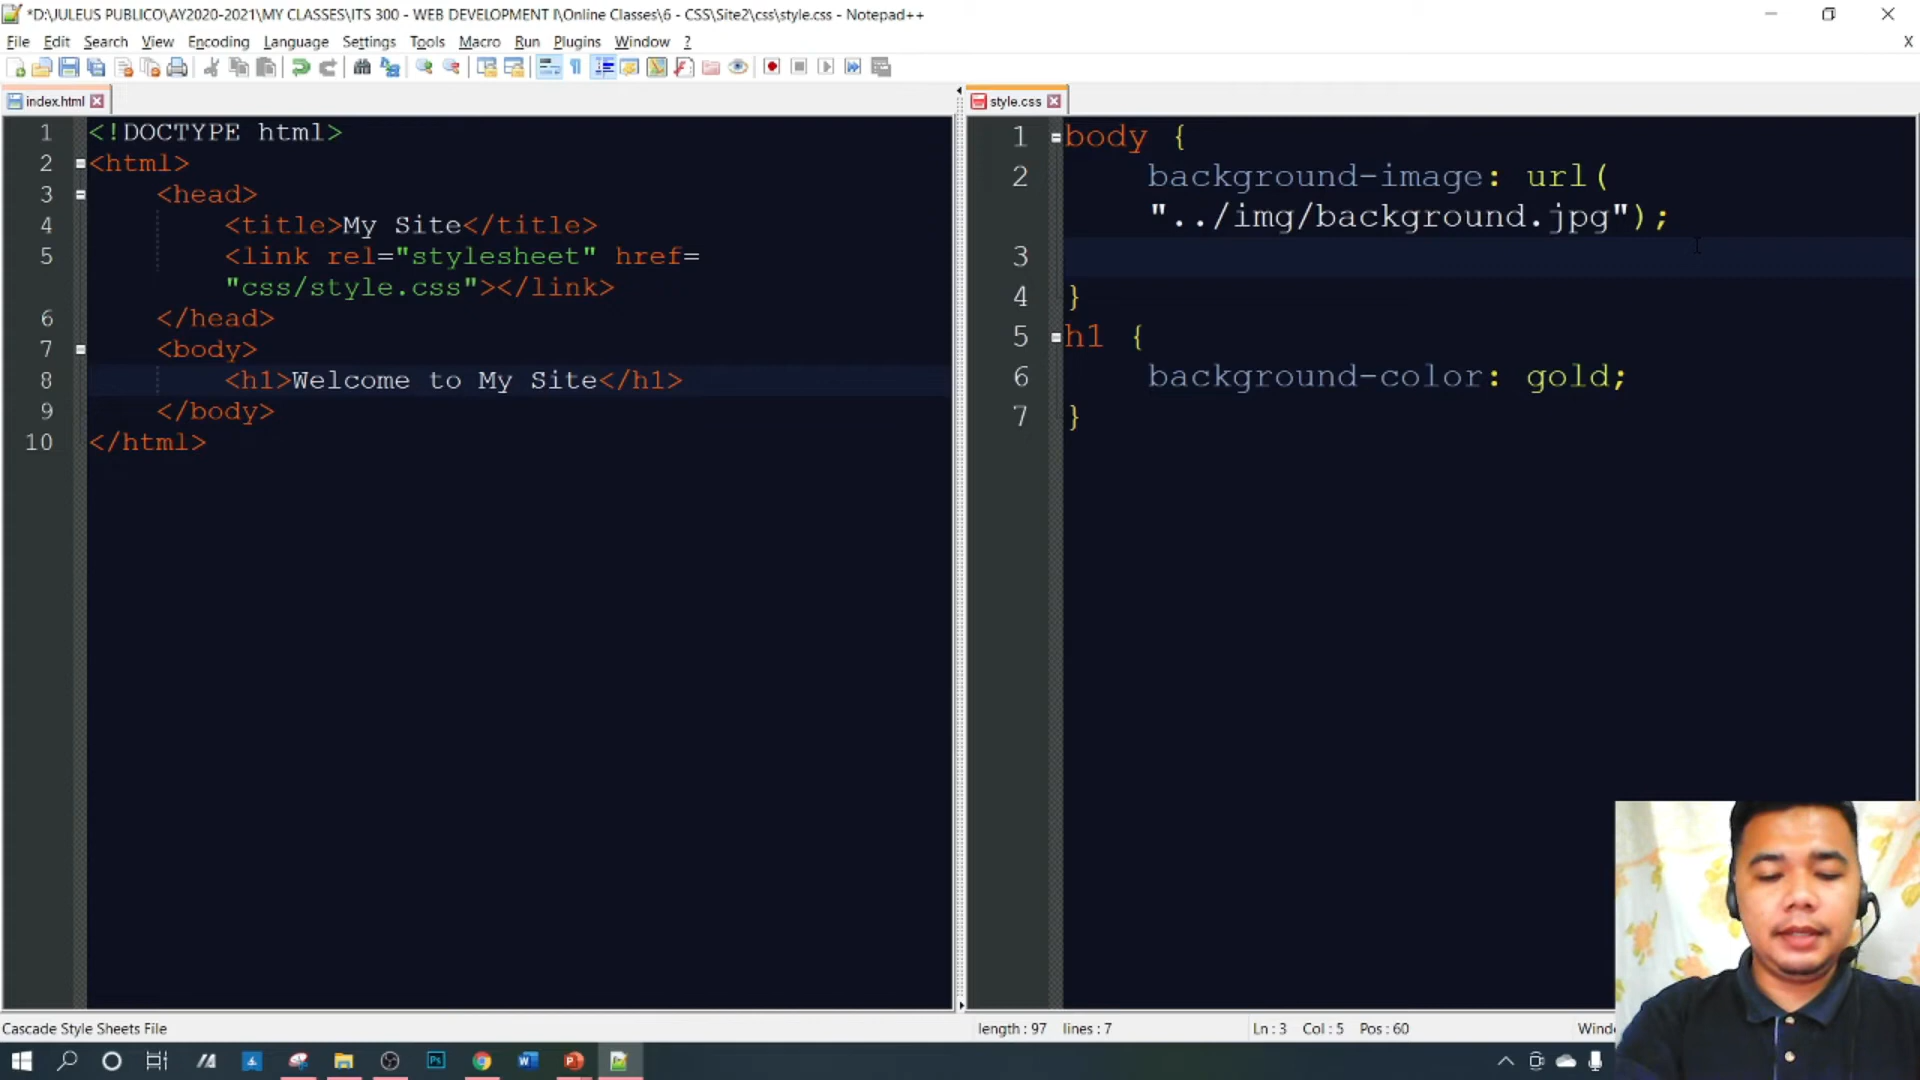 *D:\JULEUS PUBLICO\AY2020-2021\MY CLASSES\ITS 300 - WEB DEVELOPMENT I\Online Classes\6 - CSS\Site2\css\style.css - Notepad++
File Edit Search View Encoding Language Settings Tools Macro Run Plugins Window ? X
index.html
1 <!DOCTYPE html>
2 <html>
3 <head>
4 <title>My Site</title>
5 <link rel="stylesheet" href=
"css/style.css"></link>
6 </head>
7 <body>
8 <h1>Welcome to My Site</h1>
9 </body>
10 </html>
style.css
1 body {
2 background-image: url(
"../img/background.jpg");
3
4 }
5 h1 {
6 background-color: gold;
7 }
Cascade Style Sheets File length : 97 lines : 7 Ln : 3 Col : 5 Pos : 60